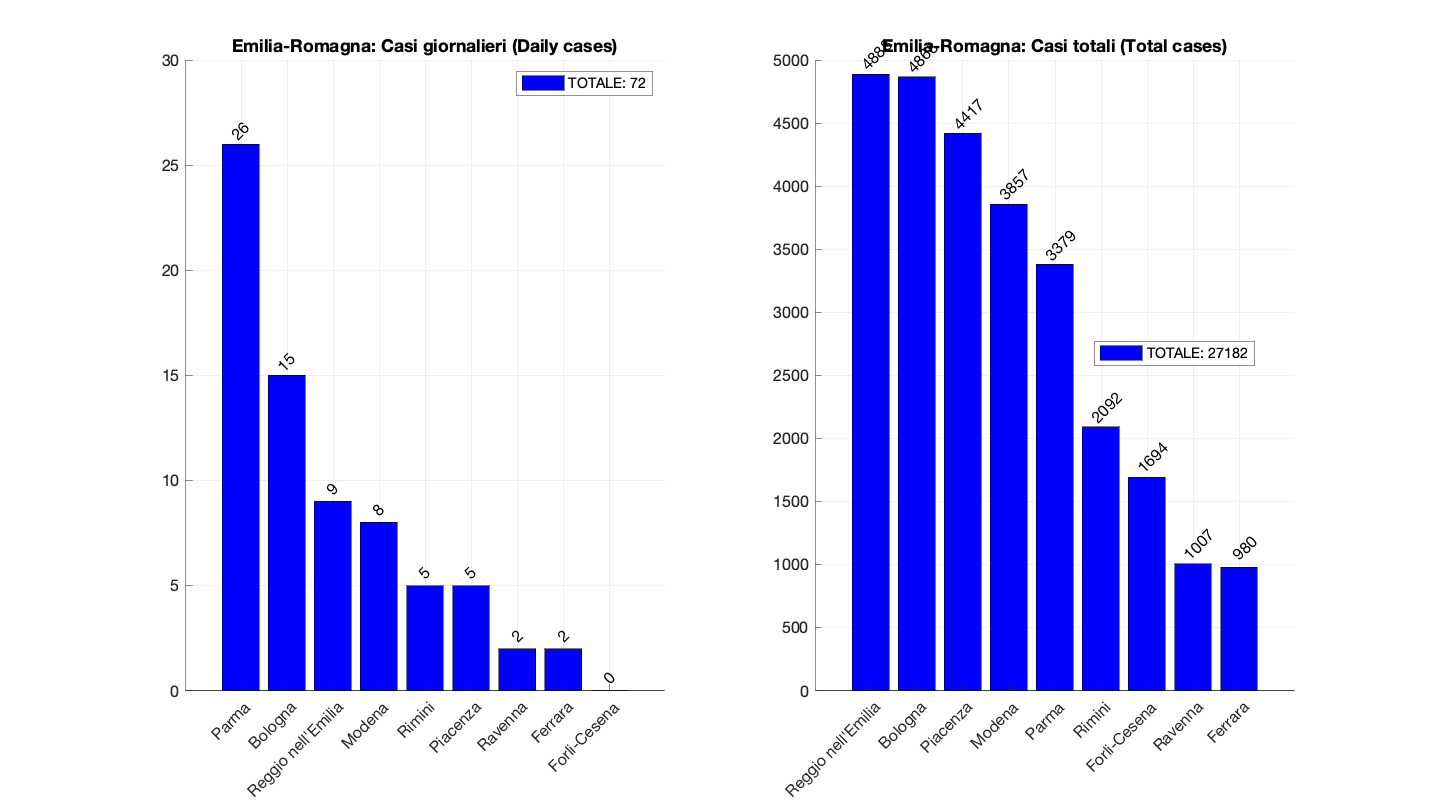 Emilia-Romagna: Casi giornalieri (Daily cases)
TOTALE: 72
30
25
20
15
10
5
0
26
15
9
8
5
5
2
2
0
Parma
Bologna
Reggio nell'Emilia
Modena
Rimini
Piacenza
Ravenna
Ferrara
Forlì-Cesena
Emilia-Romagna: Casi totali (Total cases)
TOTALE: 27182
5000
4500
4000
3500
3000
2500
2000
1500
1000
500
0
4417
3857
3379
2092
1694
1007
980
Reggio nell'Emilia
Bologna
Piacenza
Modena
Parma
Rimini
Forlì-Cesena
Ravenna
Ferrara